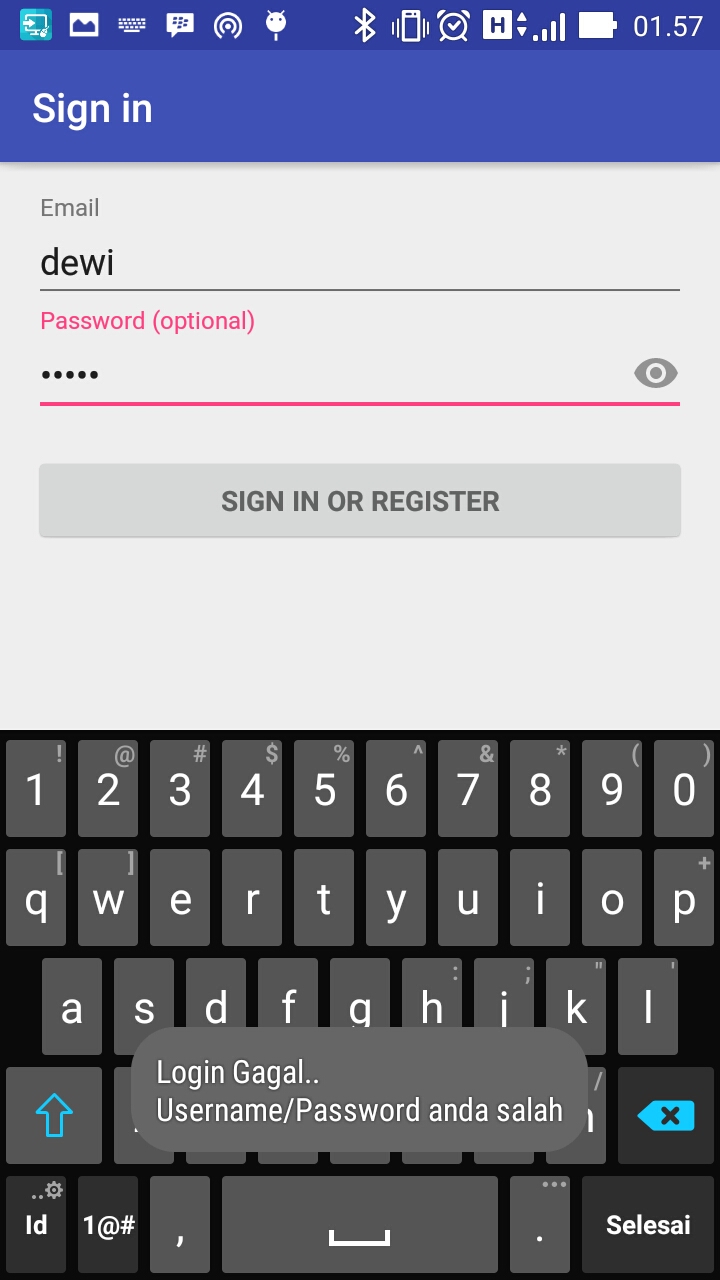 01.57
Sign in
Email
dewi
Password (optional)
•••••
SIGN IN OR REGISTER
! @ # $ % ^ & * ( )
1 2 3 4 5 6 7 8 9 0
[ ] +
q w e r t y u i o p
: ; " '
a s d f g h j k l
Login Gagal..
Username/Password anda salah
/
Id 1@# , . Selesai